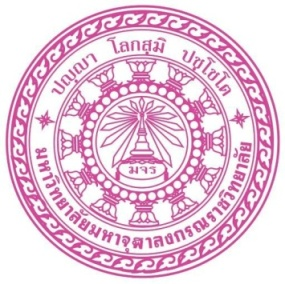 ปญฺญา โลกสฺมิ ปชฺโชโต
มจร
มหาวิทยาลัยมหาจุฬาลงกรณราชวิทยาลัย